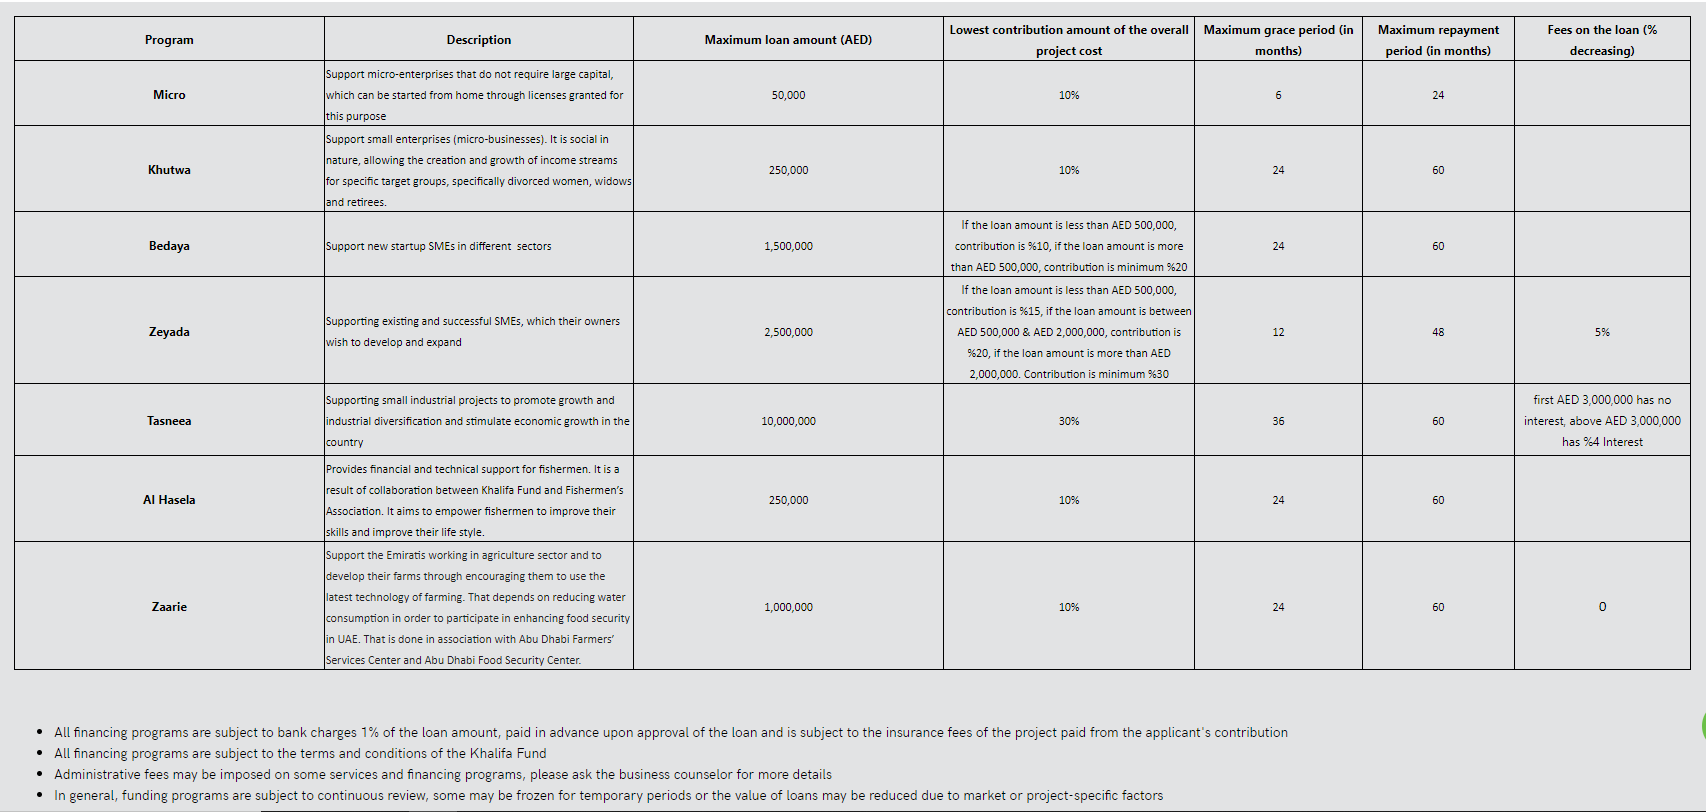 Program
Description
Maximum loan amount (AED)
Lowest contribution amount of the overall
project cost
Maximum grace period (in
months)
Maximum repayment
period (in months)
Fees on the loan (%
decreasing)
Micro
Support micro-enterprises that do not require large capital,
which can be started from home through licenses granted for
this purpose
50,000
10%
6
24
Khutwa
Support small enterprises (micro-businesses). It is social in
nature, allowing the creation and growth of income streams
for specific target groups, specifically divorced women, widows
and retirees.
250,000
10%
24
60
Bedaya
Support new startup SMEs in different sectors
1,500,000
If the loan amount is less than AED 500,000,
contribution is %10, if the loan amount is more
than AED 500,000, contribution is minimum %20
24
60
Zeyada
Supporting existing and successful SMEs, which their owners
wish to develop and expand
2,500,000
If the loan amount is less than AED 500,000,
contribution is %15, if the loan amount is between
AED 500,000 & AED 2,000,000, contribution is
%20, if the loan amount is more than AED
2,000,000. Contribution is minimum %30
12
48
5%
Tasneea
Supporting small industrial projects to promote growth and
industrial diversification and stimulate economic growth in the
country
10,000,000
30%
36
60
first AED 3,000,000 has no
interest, above AED 3,000,000
has %4 Interest
Al Hasela
Provides financial and technical support for fishermen. It is a
result of collaboration between Khalifa Fund and Fishermen's
Association. It aims to empower fishermen to improve their
skills and improve their life style.
250,000
10%
24
60
Zaarie
Support the Emiratis working in agriculture sector and to
develop their farms through encouraging them to use the
latest technology of farming. That depends on reducing water
consumption in order to participate in enhancing food security
in UAE. That is done in association with Abu Dhabi Farmers'
Services Center and Abu Dhabi Food Security Center.
1,000,000
10%
24
60
0
• All financing programs are subject to bank charges 1% of the loan amount, paid in advance upon approval of the loan and is subject to the insurance fees of the project paid from the applicant's contribution
• All financing programs are subject to the terms and conditions of the Khalifa Fund
• Administrative fees may be imposed on some services and financing programs, please ask the business counselor for more details
• In general, funding programs are subject to continuous review, some may be frozen for temporary periods or the value of loans may be reduced due to market or project-specific factors